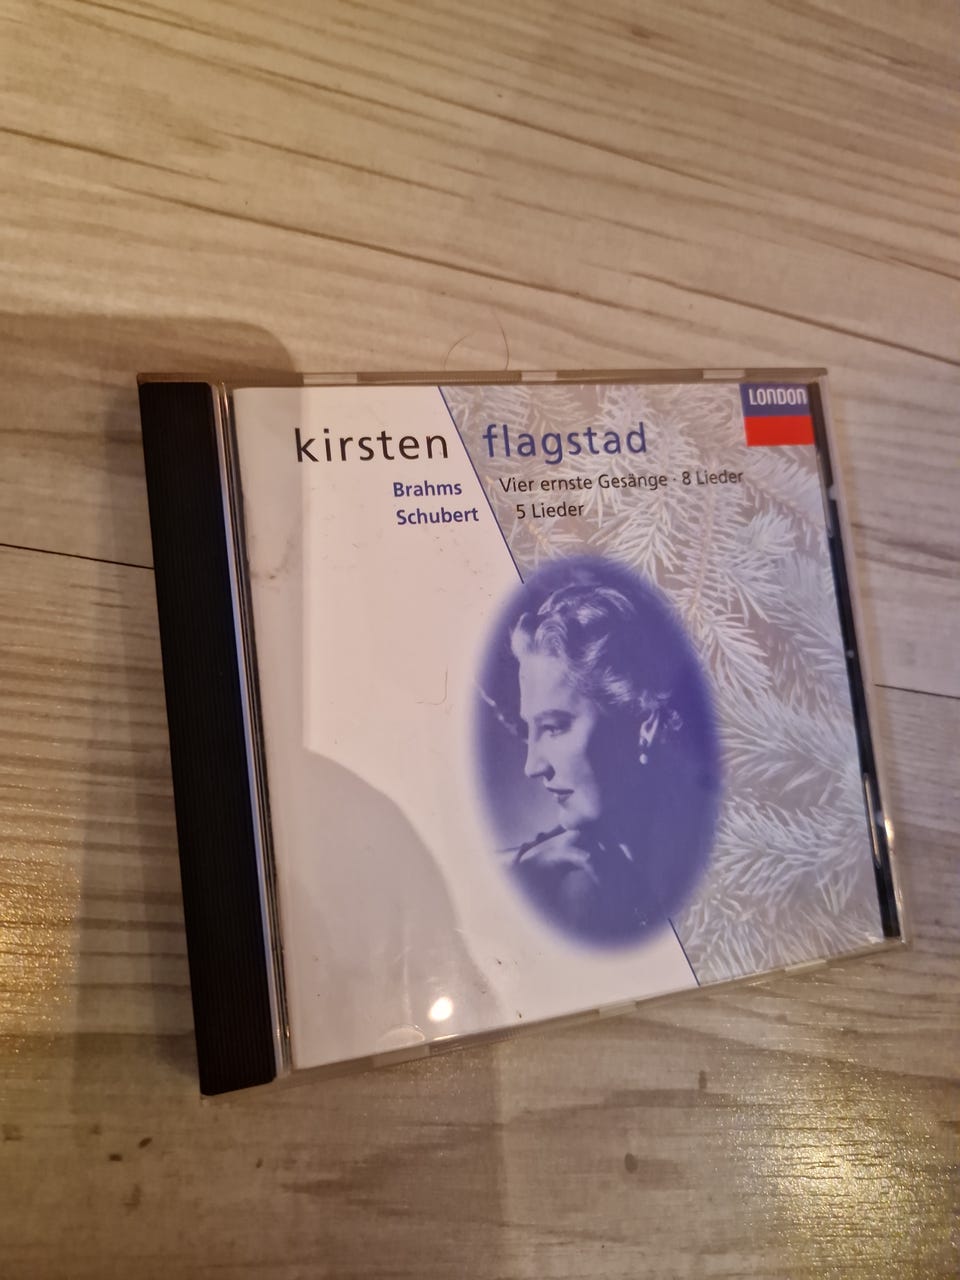 LONDON
kirsten flagstad
Brahms Vier ernste Gesänge · 8 Lieder
Schubert 5 Lieder